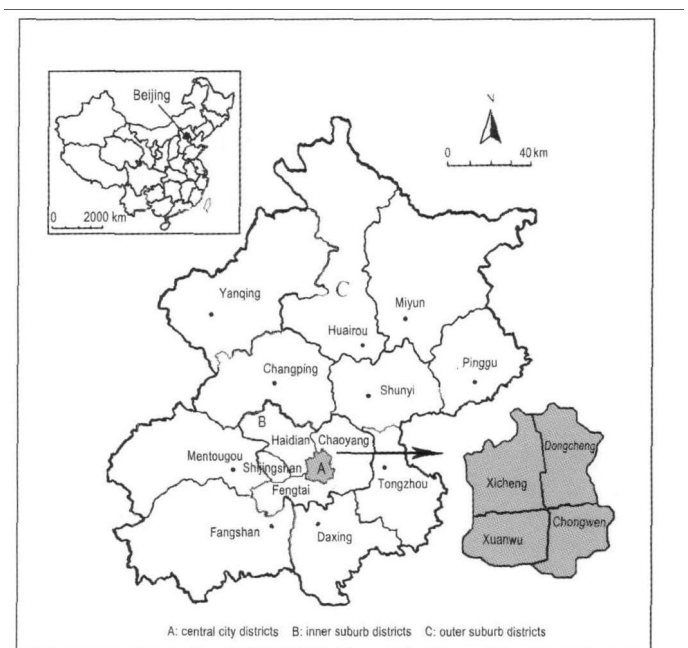 Beijing
0 2000 km
N
0 40 km
Yanqing
C
Miyun
Huairou
Pinggu
Changping
Shunyi
B
Haidian Chaoyang
Mentougou
Shijingshan A
Fengtai
Tongzhou
Fangshan
Daxing
Dongcheng
Xicheng
Chongwen
Xuanwu
A: central city districts B: inner suburb districts C: outer suburb districts